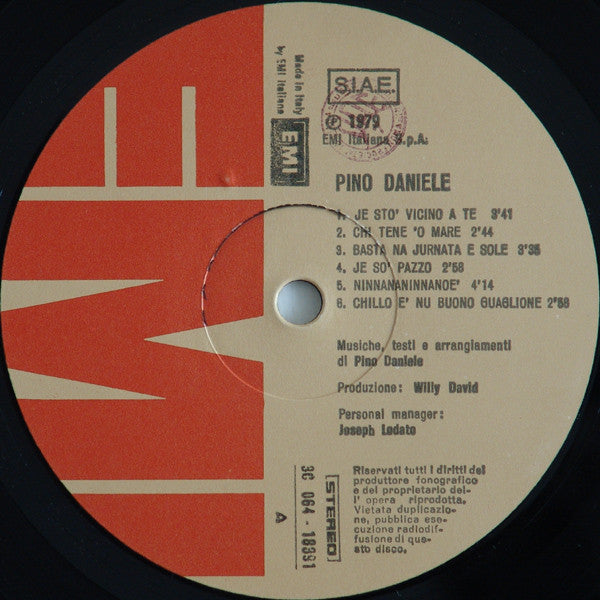 EMI
Made in Italy
by EMI Italiana
EMI
S.I.A.E.
℗ 1979
EMI Italiana S.p.A.
PINO DANIELE
1. JE STO' VICINO A TE 3'41
2. CHI TENE 'O MARE 2'44
3. BASTA NA JURNATA E SOLE 3'35
4. JE SO' PAZZO 2'58
5. NINNANANINNANOE' 4'14
6. CHILLO E' NU BUONO GUAGLIONE 2'58
Musiche, testi e arrangiamenti
di Pino Daniele
Produzione: Willy David
Personal manager:
Joseph Lodato
3C 064 - 18391
A
STEREO
Riservati tutti i diritti del
produttore fonografico
e del proprietario del-
l' opera riprodotta.
Vietata duplicazio-
ne, pubblica ese-
cuzione radiodif-
fusione di que-
sto disco.